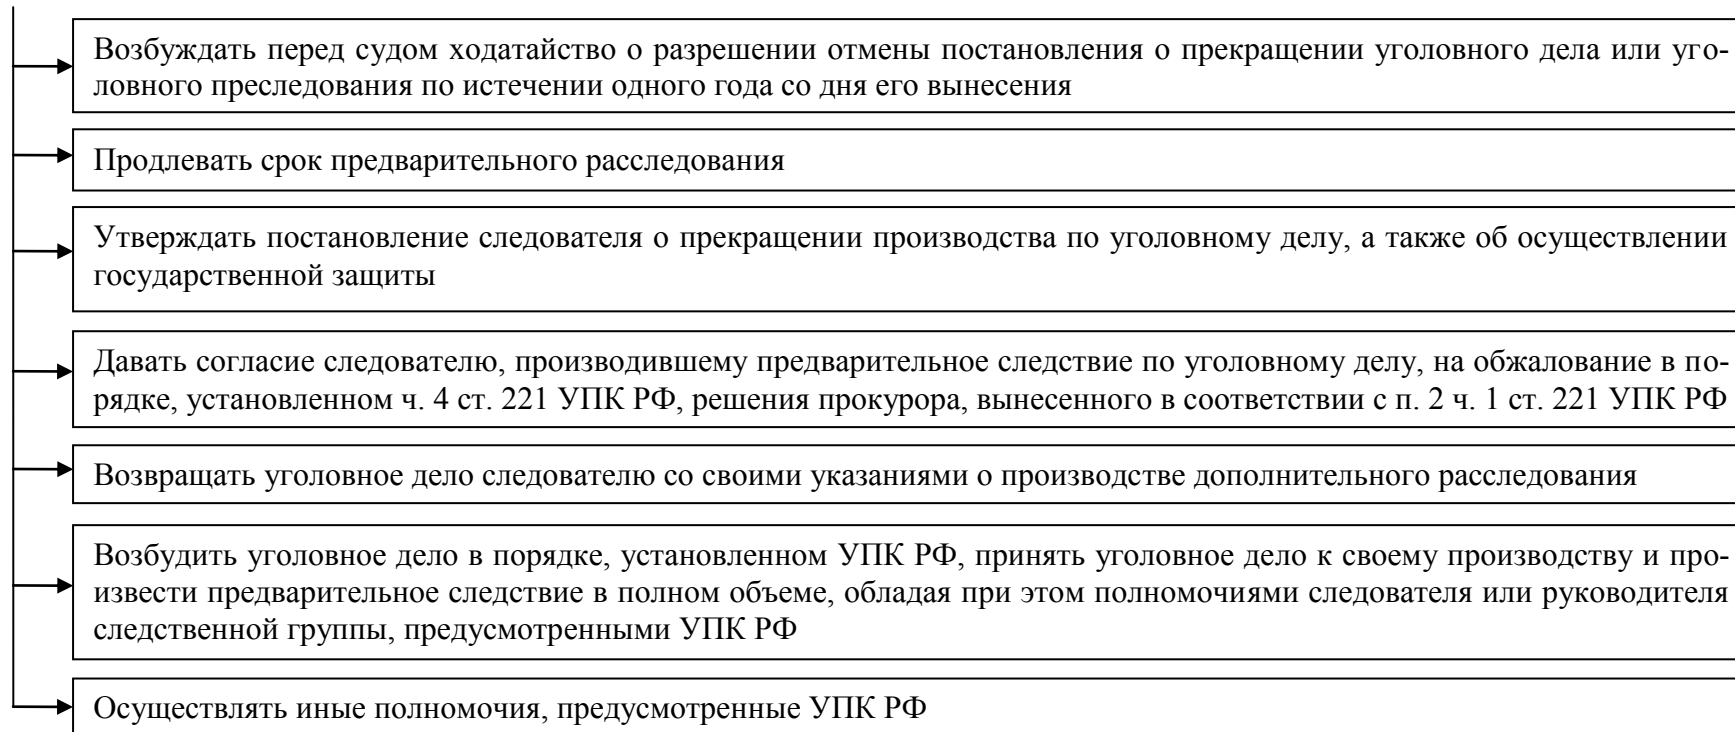 Возбуждать перед судом ходатайство о разрешении отмены постановления о прекращении уголовного дела или уго-
ловного преследования по истечении одного года со дня его вынесения
Продлевать срок предварительного расследования
Утверждать постановление следователя о прекращении производства по уголовному делу, а также об осуществлении
государственной защиты
Давать согласие следователю, производившему предварительное следствие по уголовному делу, на обжалование в по-
рядке, установленном ч. 4 ст. 221 УПК РФ, решения прокурора, вынесенного в соответствии с п. 2 ч. 1 ст. 221 УПК РФ
Возвращать уголовное дело следователю со своими указаниями о производстве дополнительного расследования
Возбудить уголовное дело в порядке, установленном УПК РФ, принять уголовное дело к своему производству и про-
извести предварительное следствие в полном объеме, обладая при этом полномочиями следователя или руководителя
следственной группы, предусмотренными УПК РФ
Осуществлять иные полномочия, предусмотренные УПК РФ